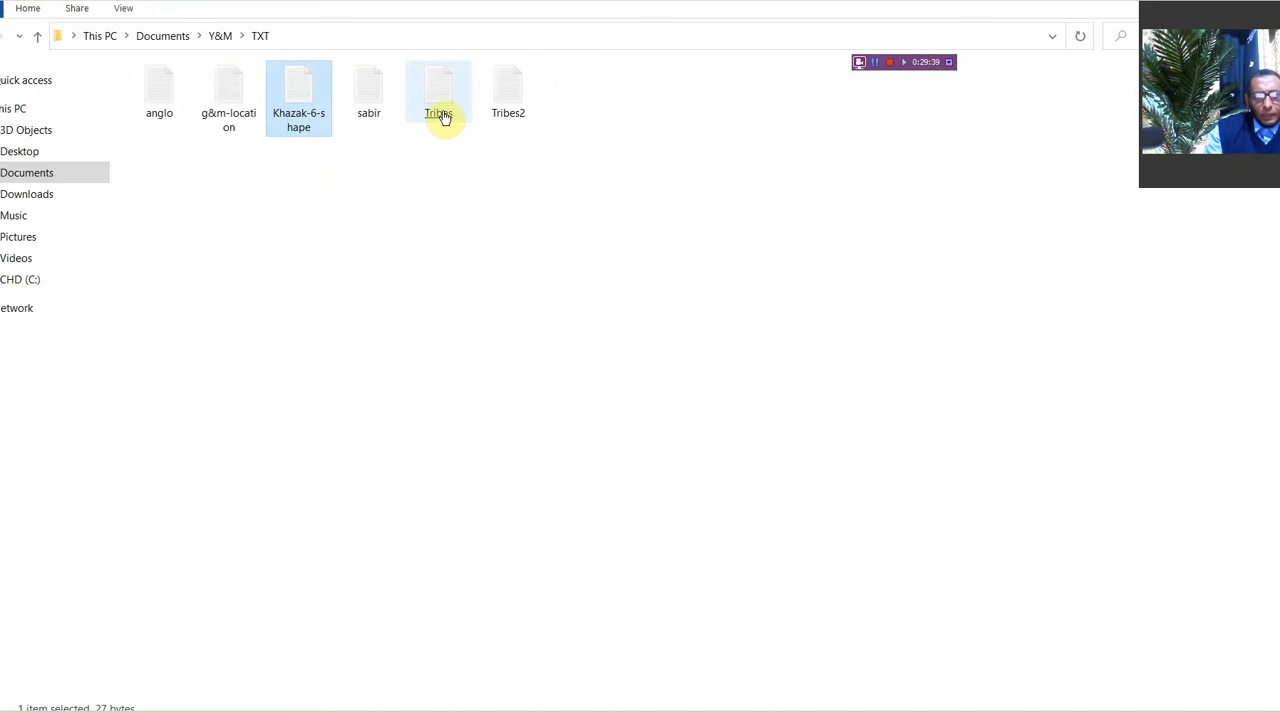 Home Share View
This PC > Documents > Y&M > TXT
0:29:39
uick access
his PC
3D Objects
Desktop
Documents
Downloads
Music
Pictures
Videos
CHD (C:)
etwork
anglo
g&m-locati
on
Khazak-6-s
hape
sabir
Tribes
Tribes2
1 item selected 27 bytes